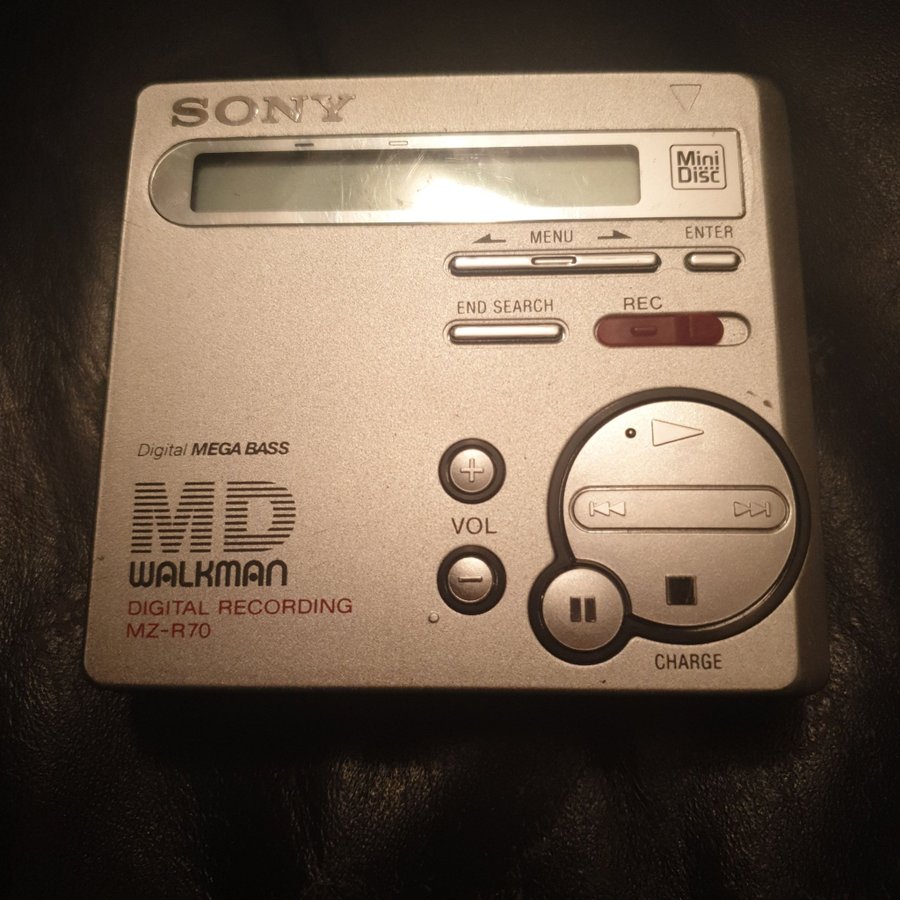 SONY
Mini
Disc
MENU
ENTER
END SEARCH
REC
Digital MEGA BASS
VOL
MD
WALKMAN
DIGITAL RECORDING
MZ-R70
CHARGE